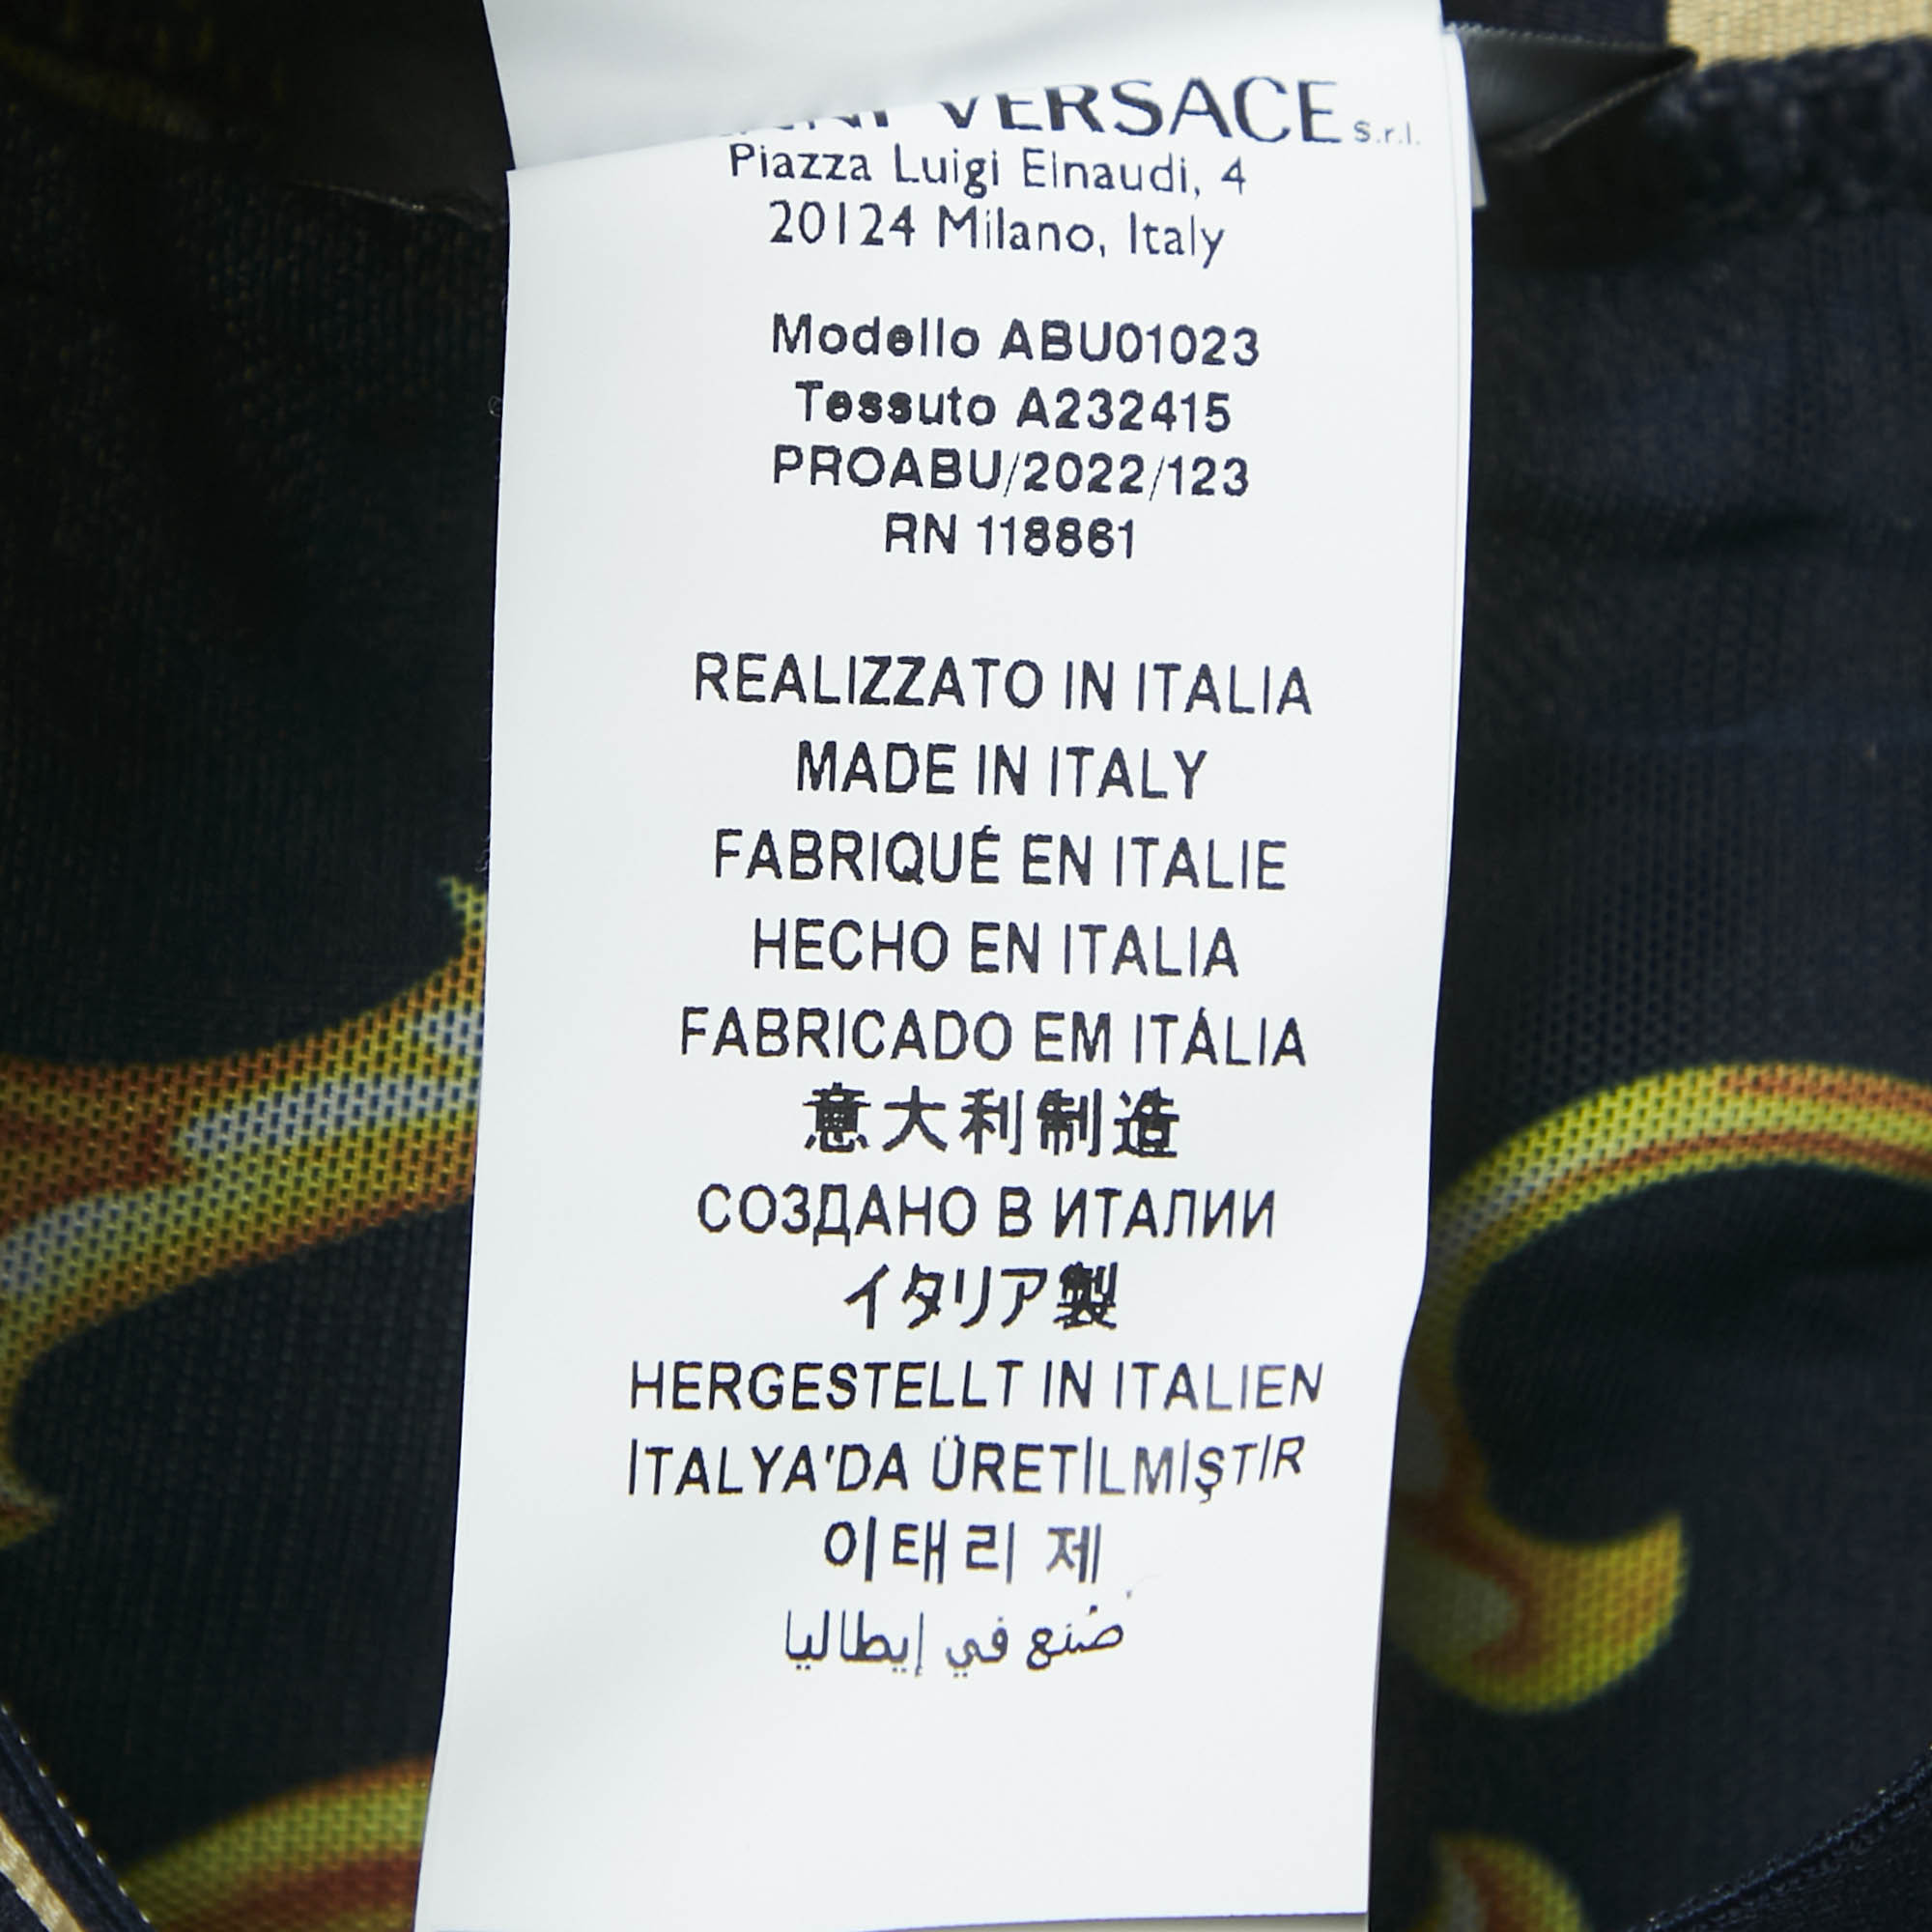 VERSACE S.r.l.
Piazza Luigi Einaudi, 4
20124 Milano, Italy
Modello ABU01023
Tessuto A232415
PROABU/2022/123
RN 118861
REALIZZATO IN ITALIA
MADE IN ITALY
FABRIQUÉ EN ITALIE
HECHO EN ITALIA
FABRICADO EM ITÁLIA
意大利制造
СОЗДАНО В ИТАЛИИ
イタリア製
HERGESTELLT IN ITALIEN
İTALYA'DA ÜRETİLMİŞTİR
이태리 제
صُنع في إيطاليا